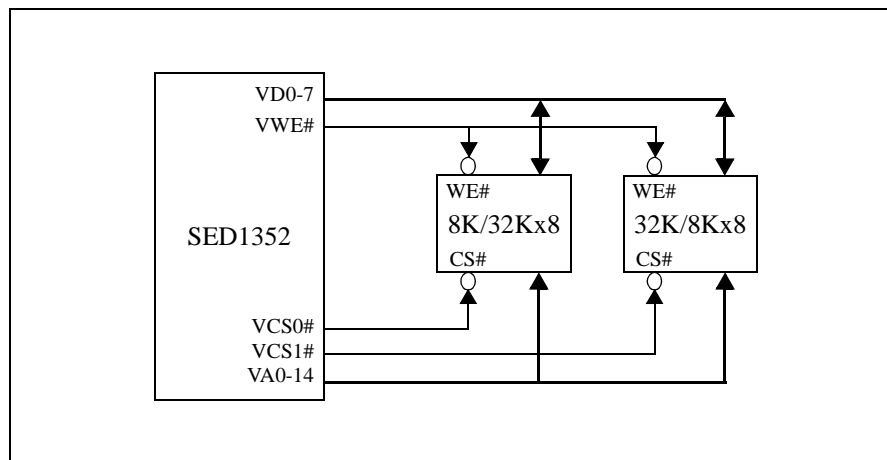 VD0-7
VWE#
WE#
WE#
8K/32Kx8
32K/8Kx8
SED1352
CS#
CS#
VCS0#
VCS1#
VA0-14